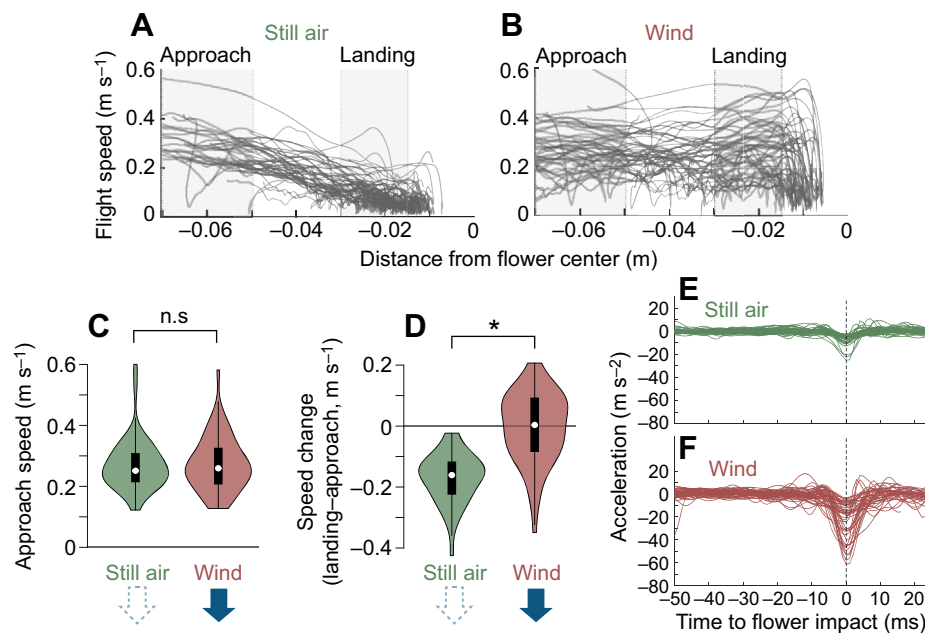 A
Still air
B
Wind
Approach
Landing
Approach
Landing
Flight speed (m s−1)
0.6
0.4
0.2
0
−0.06
−0.04
−0.02
0
0.6
0.4
0.2
0
−0.06
−0.04
−0.02
0
Distance from flower center (m)
C
n.s
Approach speed (m s−1)
0.6
0.4
0.2
0
Still air
Wind
D
*
Speed change
(landing–approach, m s−1)
0.2
0
−0.2
−0.4
Still air
Wind
E
Still air
20
0
−20
−40
−60
−80
Acceleration (m s−2)
F
Wind
20
0
−20
−40
−60
−80
−50
−40
−30
−20
−10
0
10
20
Time to flower impact (ms)